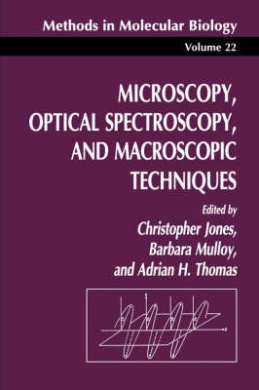 Methods in Molecular Biology
Volume 22
MICROSCOPY,
OPTICAL SPECTROSCOPY,
AND MACROSCOPIC
TECHNIQUES
Edited by
Christopher Jones,
Barbara Mulloy,
and Adrian H. Thomas